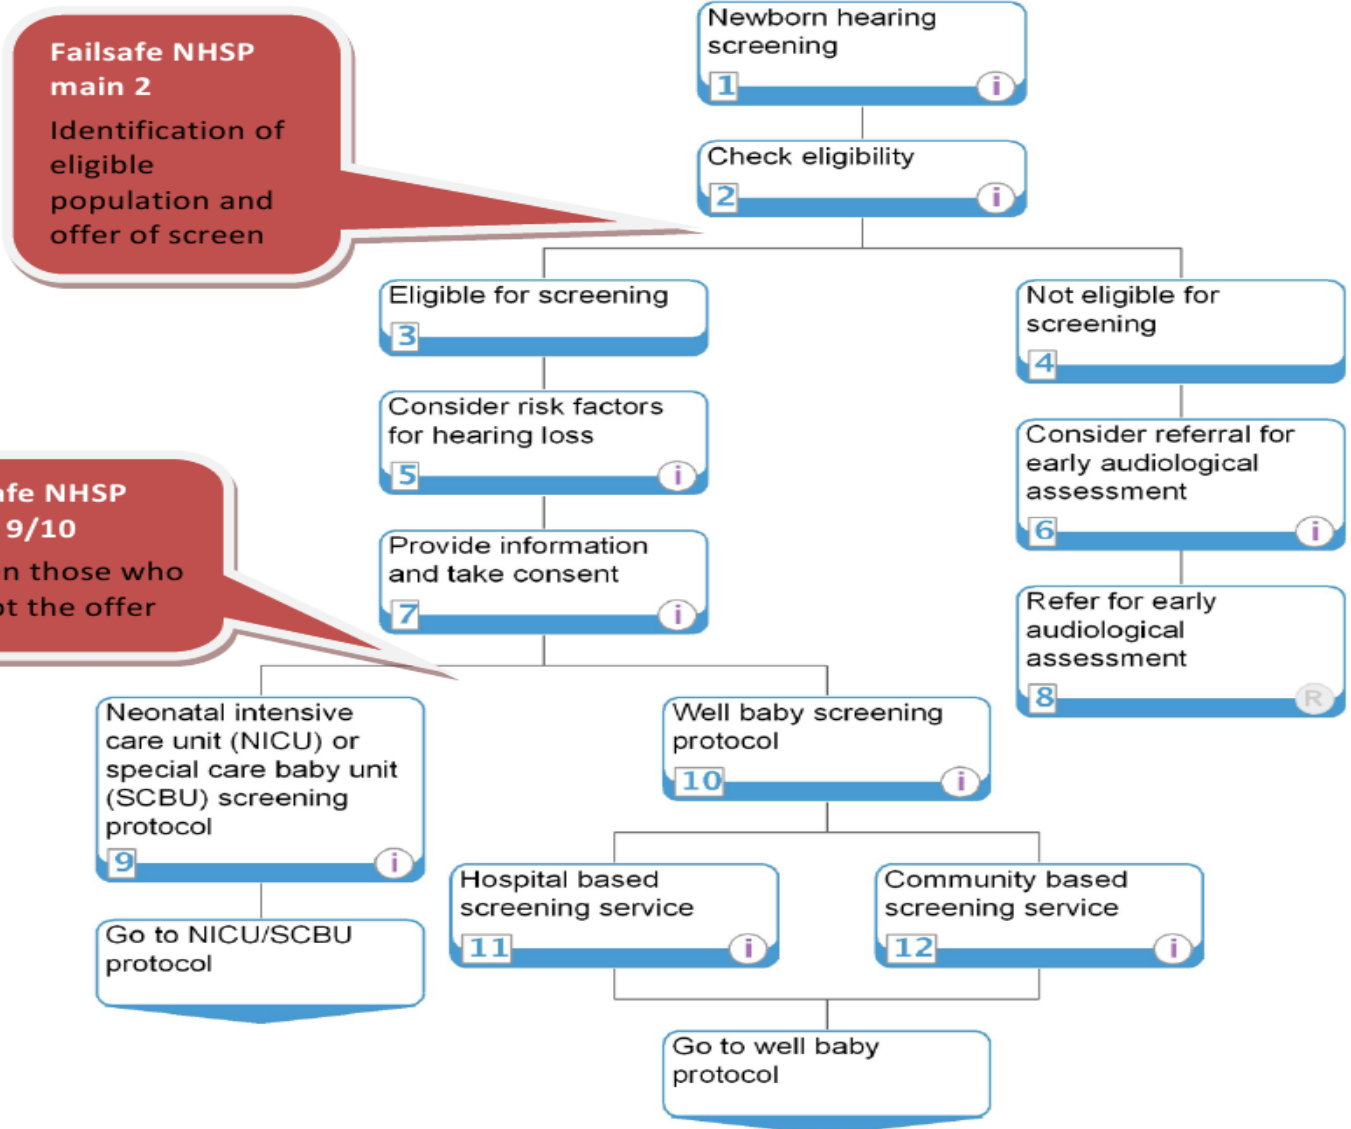 Failsafe NHSP
main 2
Identification of
eligible
population and
offer of screen
Newborn hearing
screening
1 i
Check eligibility
2 i
Eligible for screening
3
Not eligible for
screening
4
Consider risk factors
for hearing loss
5 i
Consider referral for
early audiological
assessment
6 i
NHSP
9/10
those who
the offer
Provide information
and take consent
7 i
Refer for early
audiological
assessment
8 R
Neonatal intensive
care unit (NICU) or
special care baby unit
(SCBU) screening
protocol
9 i
Well baby screening
protocol
10 i
Hospital based
screening service
11 i
Community based
screening service
12 i
Go to NICU/SCBU
protocol
Go to well baby
protocol